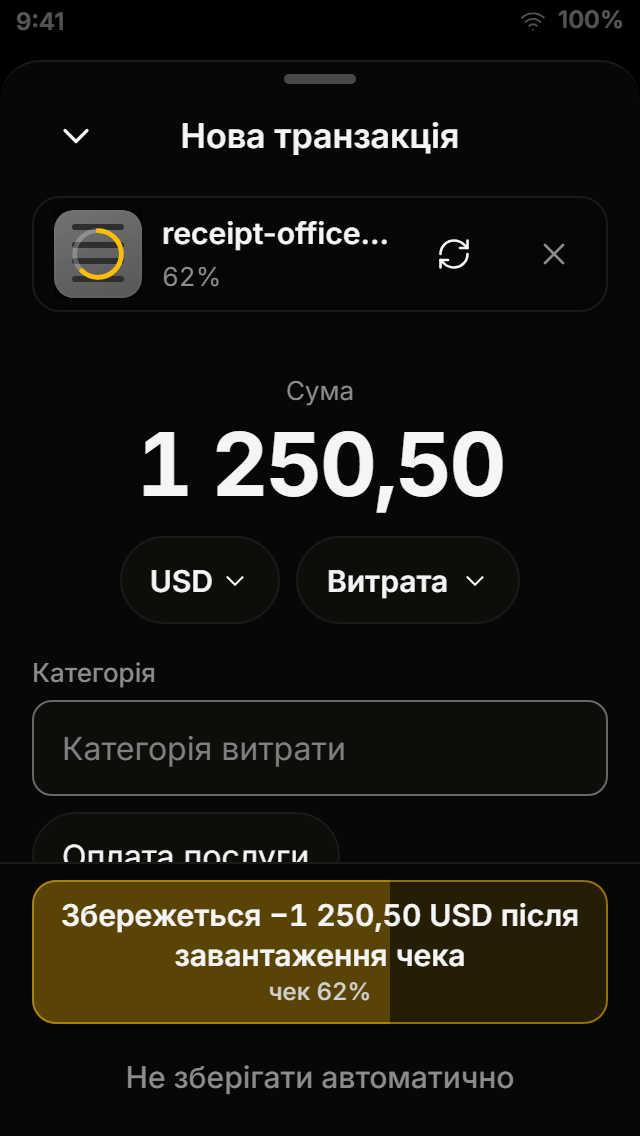 9:41
100%
Нова транзакція
receipt-office...
62%
Сума
1 250,50
USD
Витрата
Категорія
Категорія витрати
Оплата послуги
Збережеться −1 250,50 USD після
завантаження чека
чек 62%
Не зберігати автоматично